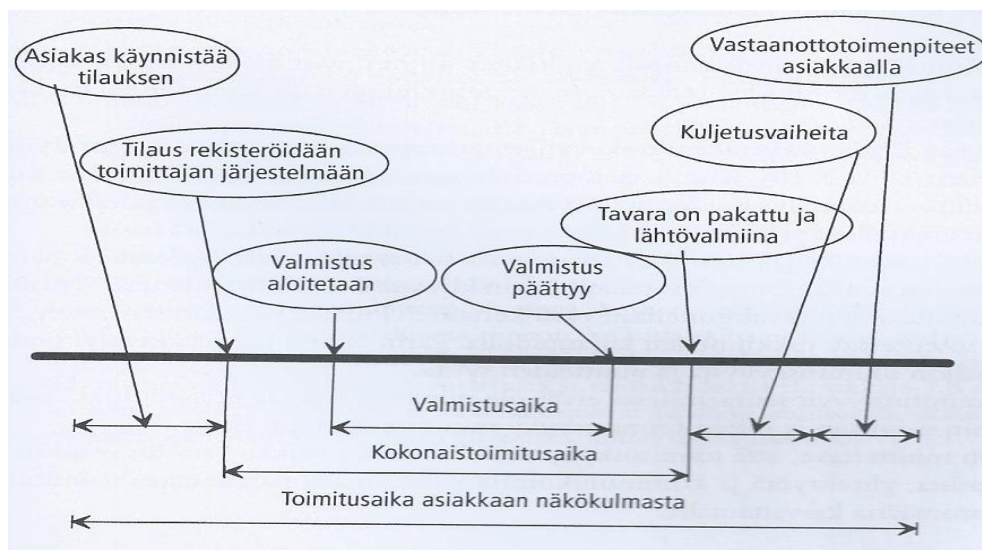 Asiakas käynnistää
tilauksen
Vastaanottotoimenpiteet
asiakkaalla
Tilaus rekisteröidään
toimittajan järjestelmään
Kuljetusvaiheita
Valmistus
aloitetaan
Valmistus
päättyy
Tavara on pakattu ja
lähtövalmiina
Valmistusaika
Kokonaistoimitusaika
Toimitusaika asiakkaan näkökulmasta